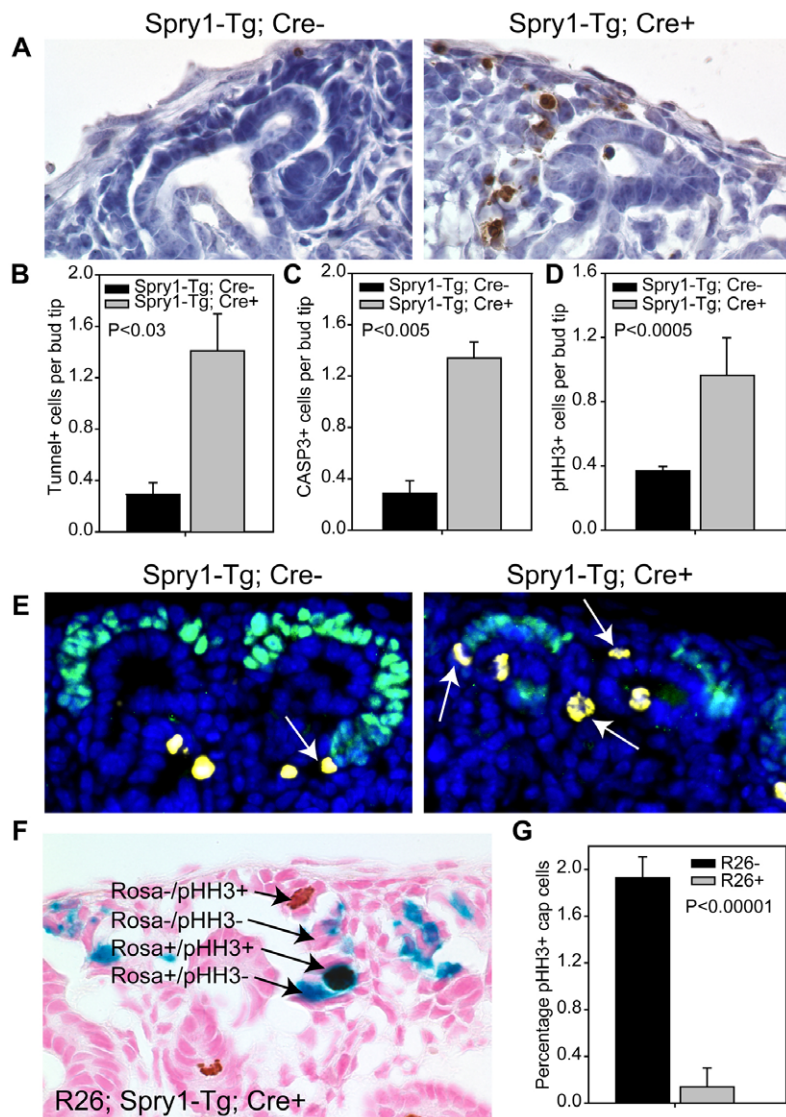 Spry1-Tg; Cre-
Spry1-Tg; Cre+
A
B
2.0
1.6
1.2
0.8
0.4
0.0
Tunnel+ cells per bud tip
Spry1-Tg; Cre-
Spry1-Tg; Cre+
P<0.03
C
2.0
1.6
1.2
0.8
0.4
0.0
CASP3+ cells per bud tip
Spry1-Tg; Cre-
Spry1-Tg; Cre+
P<0.005
D
1.6
1.2
0.8
0.4
0.0
pHH3+ cells per bud tip
Spry1-Tg; Cre-
Spry1-Tg; Cre+
P<0.0005
Spry1-Tg; Cre-
Spry1-Tg; Cre+
E
F
Rosa-/pHH3+
Rosa-/pHH3-
Rosa+/pHH3+
Rosa+/pHH3-
R26; Spry1-Tg; Cre+
G
2.0
1.6
1.2
0.8
0.4
0.0
Percentage pHH3+ cap cells
R26-
R26+
P<0.00001